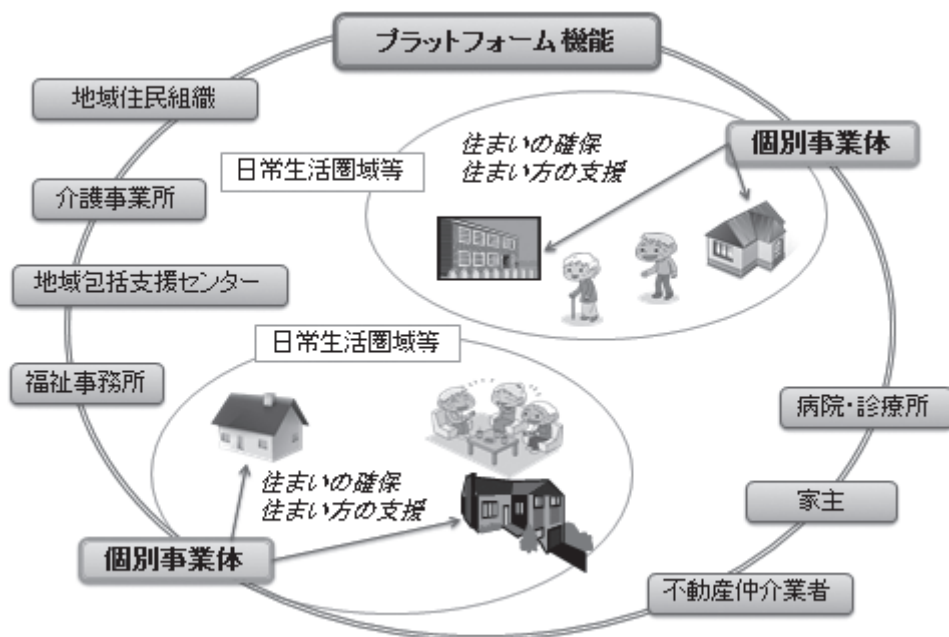 プラットフォーム機能
地域住民組織
住まいの確保
住まい方の支援
個別事業体
日常生活圏域等
介護事業所
地域包括支援センター
日常生活圏域等
福祉事務所
病院・診療所
住まいの確保
住まい方の支援
家主
個別事業体
不動産仲介業者